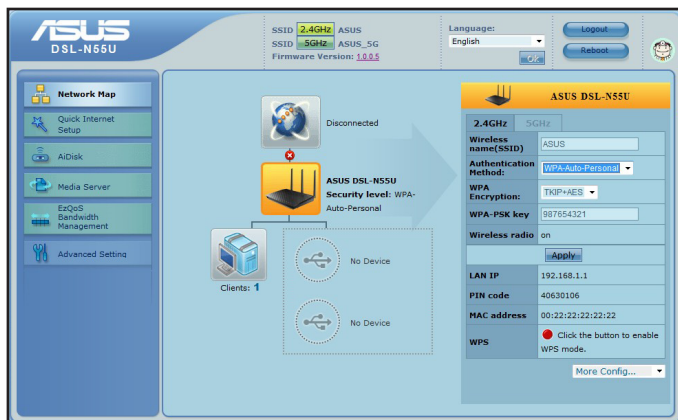 ASUS
DSL-N55U
SSID 2.4GHz ASUS
SSID 5GHz ASUS_5G
Firmware Version: 1.0.0.5
Language:
English
OK
Logout
Reboot
Network Map
Quick Internet
Setup
AiDisk
Media Server
EzQoS
Bandwidth
Management
Advanced Setting
Disconnected
ASUS DSL-N55U
Security level: WPA-
Auto-Personal
Clients: 1
No Device
No Device
ASUS DSL-N55U
2.4GHz 5GHz
Wireless
name(SSID) ASUS
Authentication
Method: WPA-Auto-Personal
WPA
Encryption: TKIP+AES
WPA-PSK key 987654321
Wireless radio on
Apply
LAN IP 192.168.1.1
PIN code 40630106
MAC address 00:22:22:22:22:22
WPS Click the button to enable
WPS mode.
More Config...